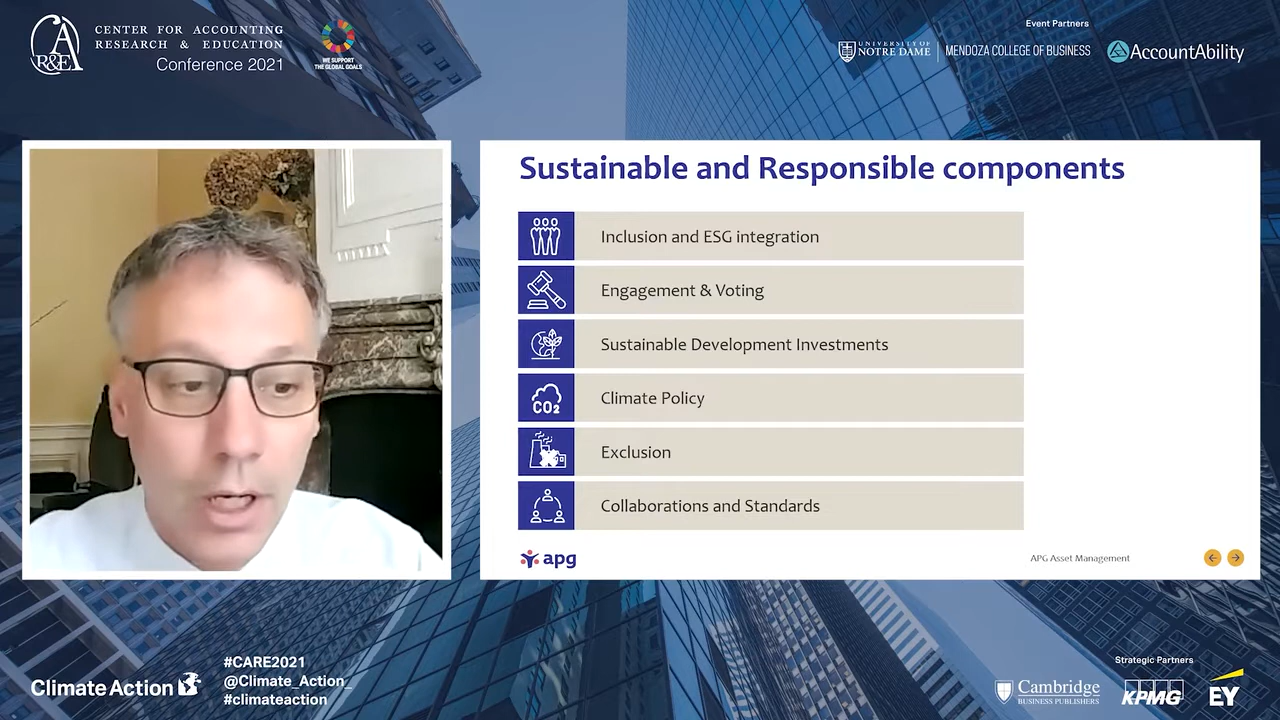 CAR&E
CENTER FOR ACCOUNTING
RESEARCH & EDUCATION
Conference 2021
WE SUPPORT
THE GLOBAL GOALS
Event Partners
UNIVERSITY OF
NOTRE DAME
MENDOZA COLLEGE OF BUSINESS
AccountAbility
Sustainable and Responsible components
Inclusion and ESG integration
Engagement & Voting
Sustainable Development Investments
CO2
Climate Policy
Exclusion
Collaborations and Standards
apg
APG Asset Management
Climate Action
#CARE2021
@Climate_Action_
#climateaction
Strategic Partners
Cambridge
BUSINESS PUBLISHERS
KPMG
EY